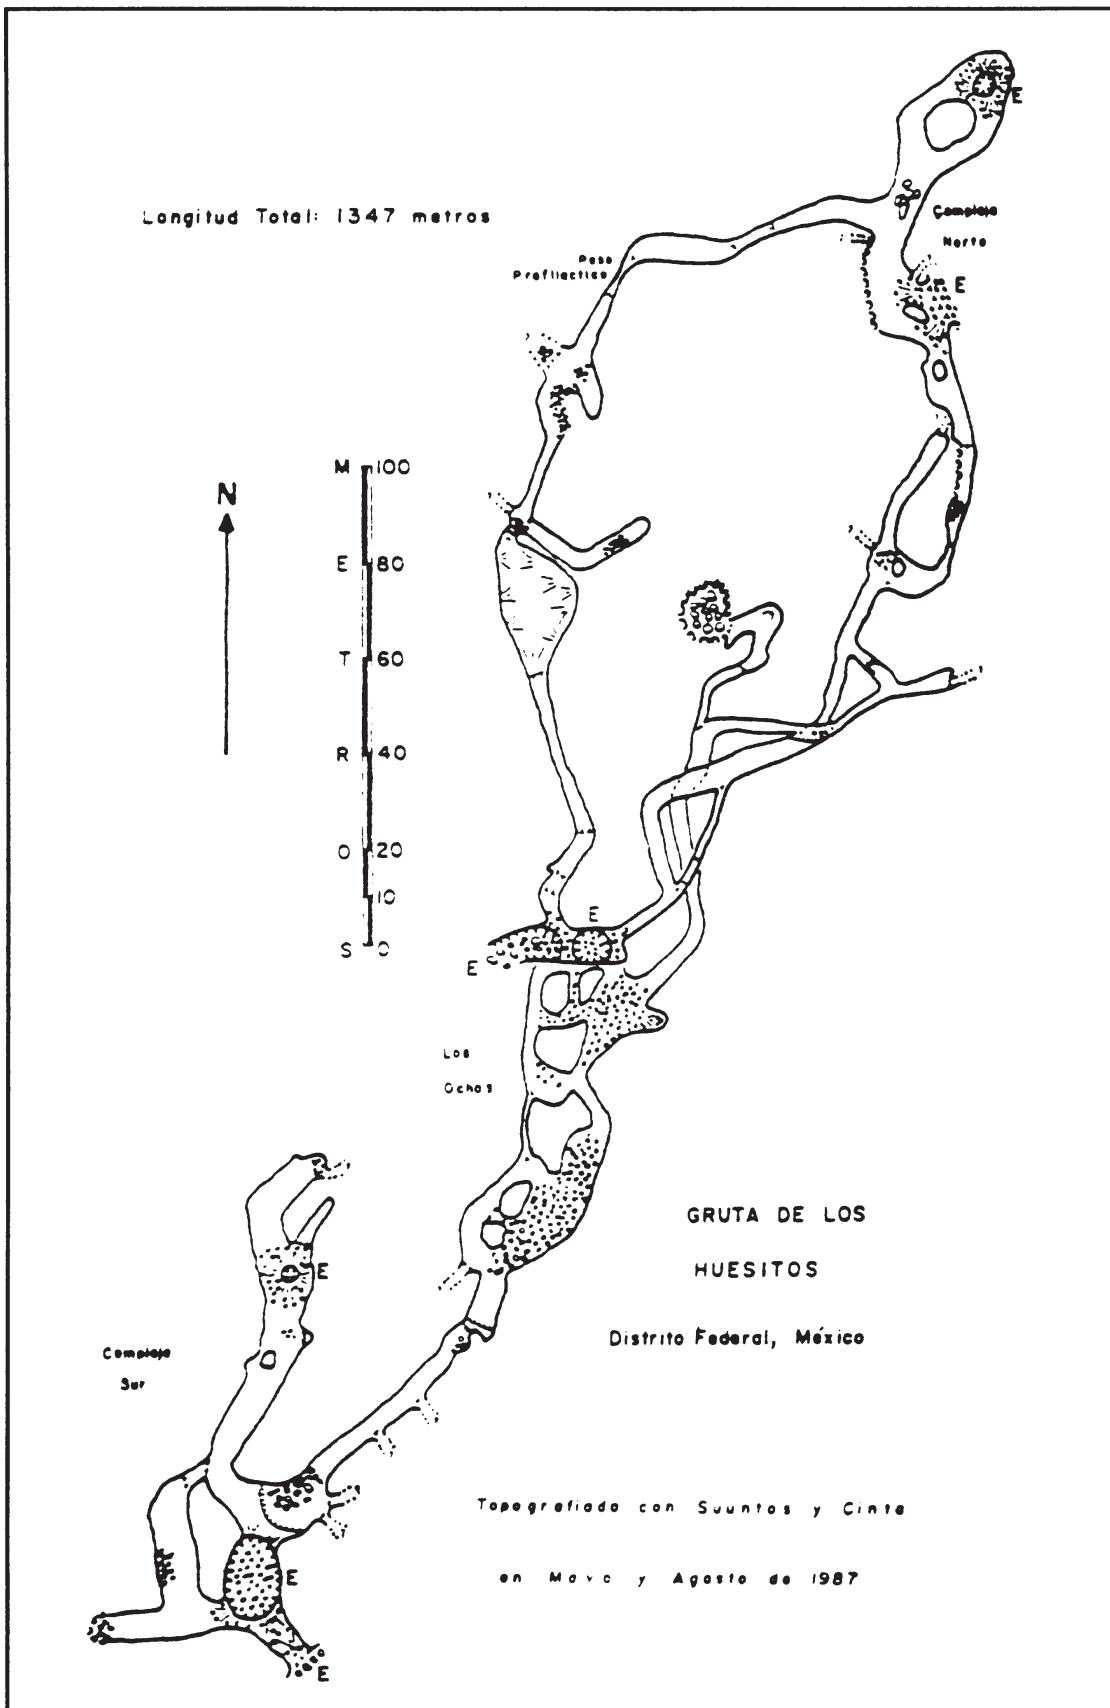 E
Longitud Total: 1347 metros
Complejo
Norte
Paso
Profilactico
E
M 100
N
E 80
T 60
R 40
O 20
10
S 0
E
E
Los
Ochos
GRUTA DE LOS
HUESITOS
E
Distrito Federal, México
Complejo
Sur
Topografiado con Suuntos y Cinta
en Mayo y Agosto de 1987
E
E